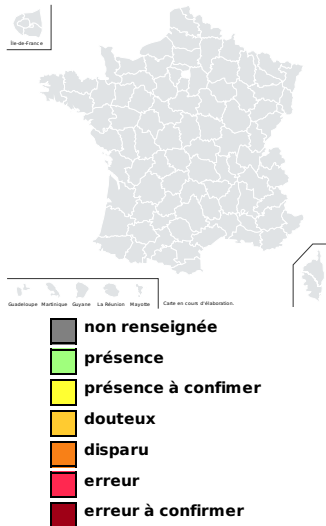 Île-de-France
Guadeloupe Martinique Guyane La Réunion Mayotte Carte en cours d'élaboration.
non renseignée
présence
présence à confimer
douteux
disparu
erreur
erreur à confirmer